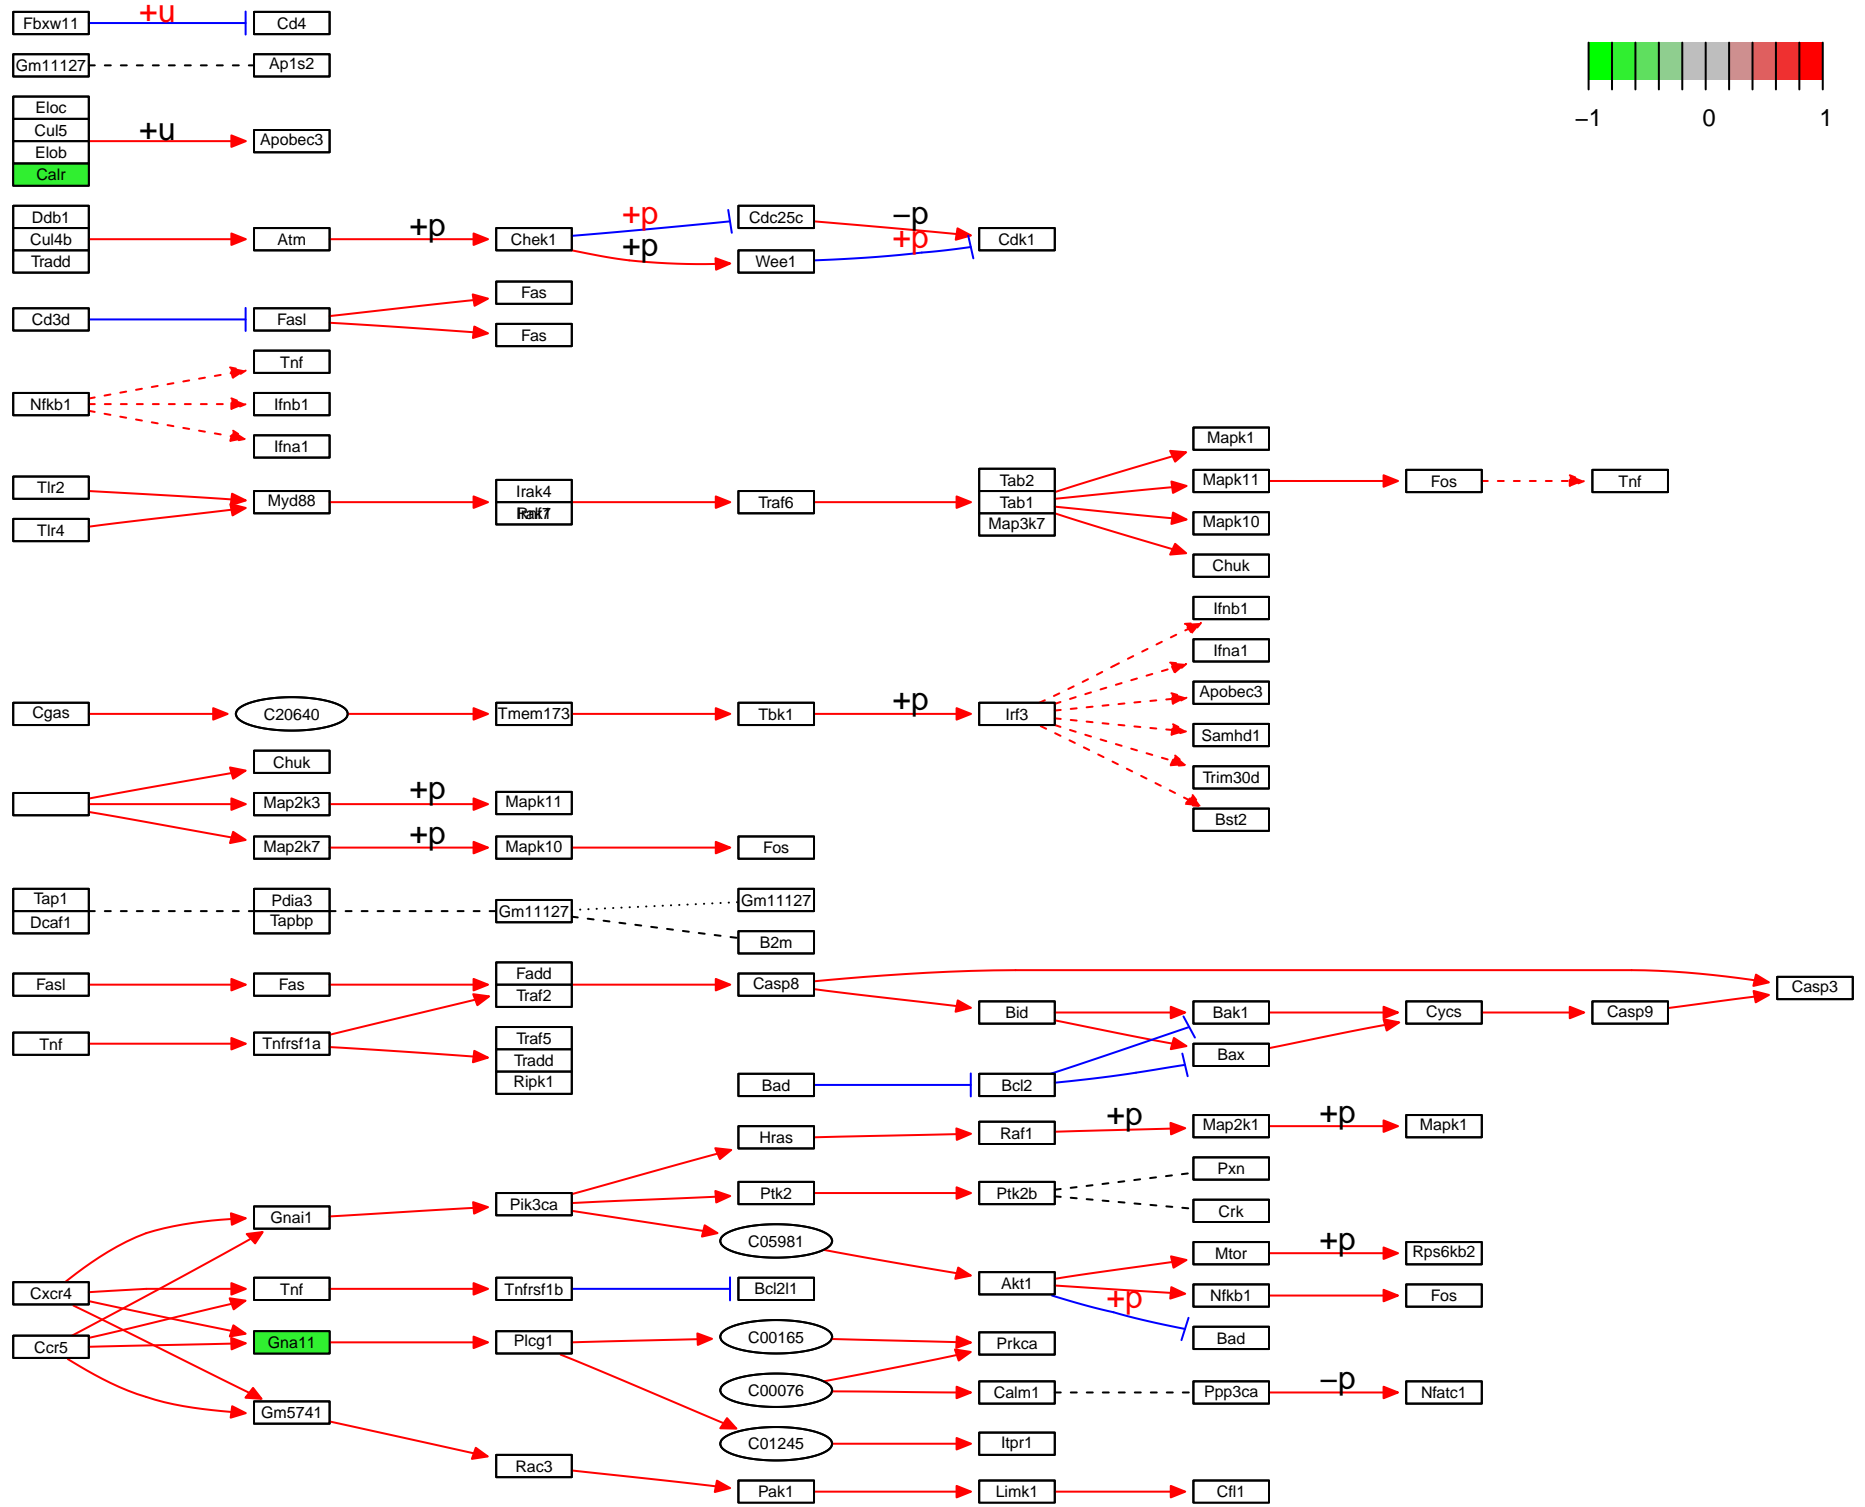 Fbxw11 +u Cd4
Gm11127 Ap1s2
−1 0 1
Eloc
Cul5
Elob
Calr
+u Apobec3
Ddb1
Cul4b
Tradd
Atm +p Chek1 +p Cdc25c −p Cdk1
+p Wee1 +p
Cd3d Fasl Fas
Fas
Nfkb1 Tnf
Ifnb1
Ifna1
Tlr2
Tlr4
Myd88
Irak4
Traf6
Tab2
Tab1
Map3k7
Mapk1
Mapk11 Fos Tnf
Mapk10
Chuk
Cgas C20640 Tmem173 Tbk1 +p Irf3
Ifnb1
Ifna1
Apobec3
Samhd1
Trim30d
Bst2
Chuk
Map2k3 +p Mapk11
Map2k7 +p Mapk10 Fos
Tap1
Dcaf1
Pdia3
Tapbp
Gm11127
Gm11127
B2m
Fasl Fas
Fadd
Traf2
Casp8
Casp3
Bid Bak1 Cycs Casp9
Bax
Tnf Tnfrsf1a
Traf5
Tradd
Ripk1
Bad Bcl2
Hras Raf1 +p Map2k1 +p Mapk1
Gnai1 Pik3ca
Ptk2 Ptk2b
Pxn
Crk
C05981 Akt1
Mtor +p Rps6kb2
Nfkb1 Fos
+p Bad
Cxcr4
Ccr5
Tnf Tnfrsf1b Bcl2l1
Gna11 Plcg1 C00165 Prkca
C00076 Calm1 Ppp3ca −p Nfatc1
Gm5741
C01245 Itpr1
Rac3
Pak1 Limk1 Cfl1